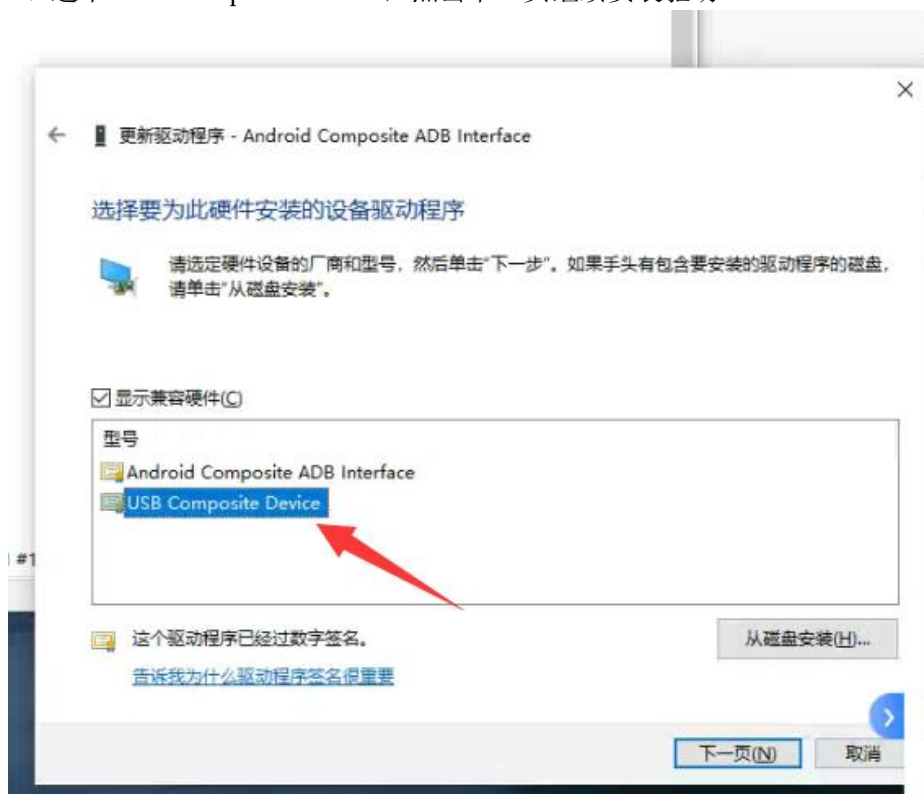 更新驱动程序 - Android Composite ADB Interface
选择要为此硬件安装的设备驱动程序
请选定硬件设备的厂商和型号，然后单击"下一步"。如果手头有包含要安装的驱动程序的磁盘，
请单击"从磁盘安装"。
显示兼容硬件(C)
型号
Android Composite ADB Interface
USB Composite Device
#1
这个驱动程序已经过数字签名。
从磁盘安装(H)...
告诉我为什么驱动程序签名很重要
下一页(N)
取消